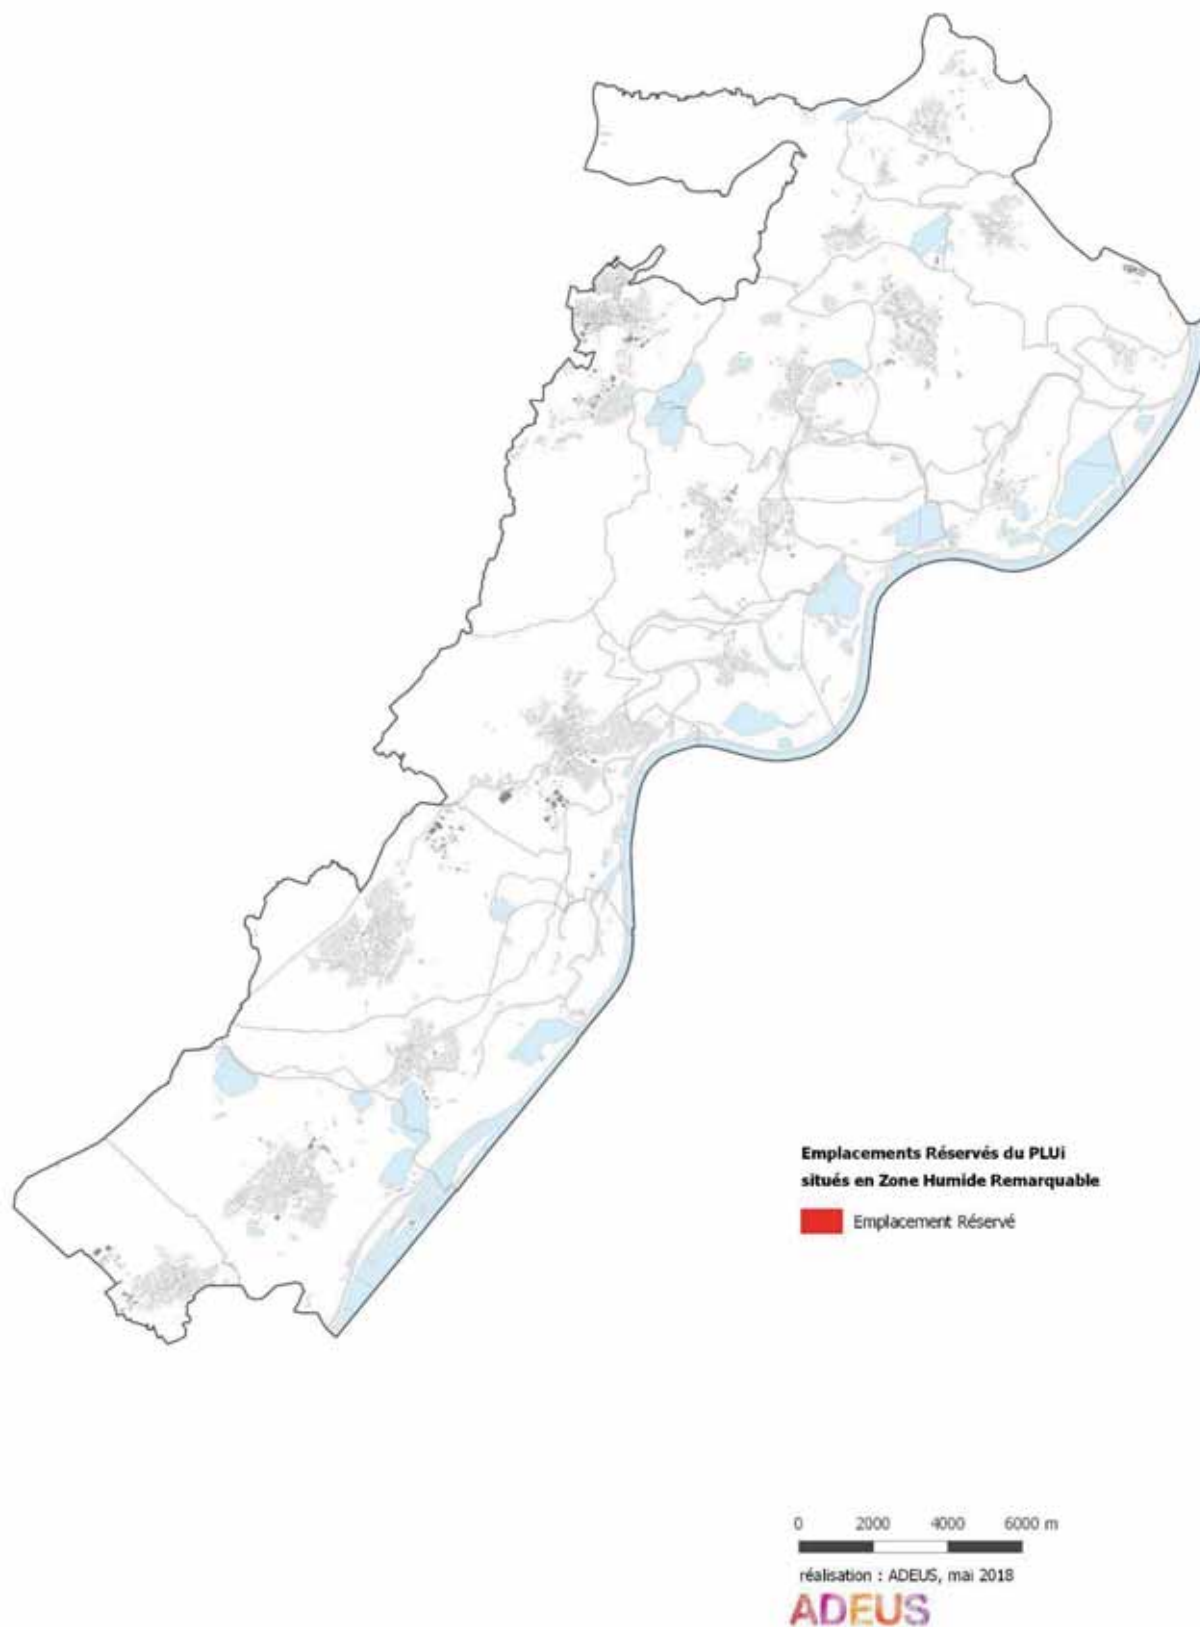 Emplacements Réservés du PLUi
situés en Zone Humide Remarquable
Emplacement Réservé
0 2000 4000 6000 m
réalisation : ADEUS, mai 2018
ADEUS